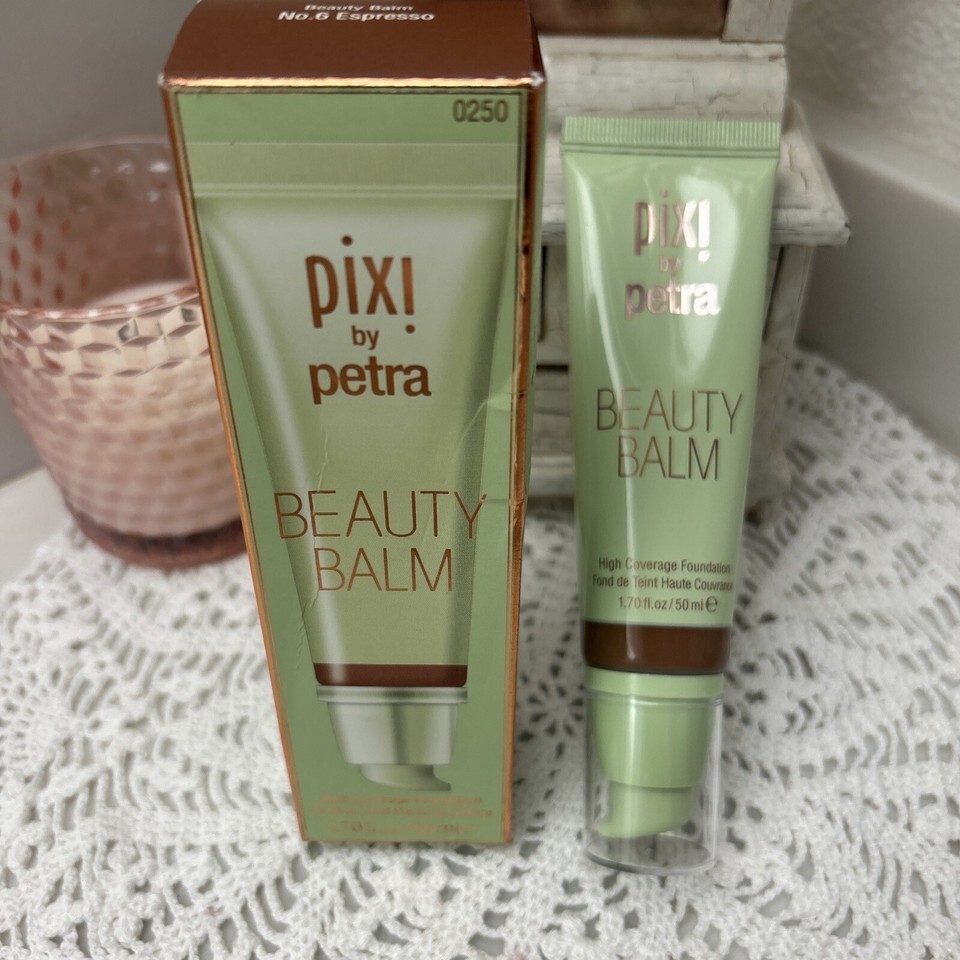 Beauty Balm
No.6 Espresso
0250
pixi
by
petra
BEAUTY
BALM
pixi
by
petra
BEAUTY
BALM
High Coverage Foundation
Fond de Teint Haute Couvrance
1.70 fl.oz/50 ml ℮